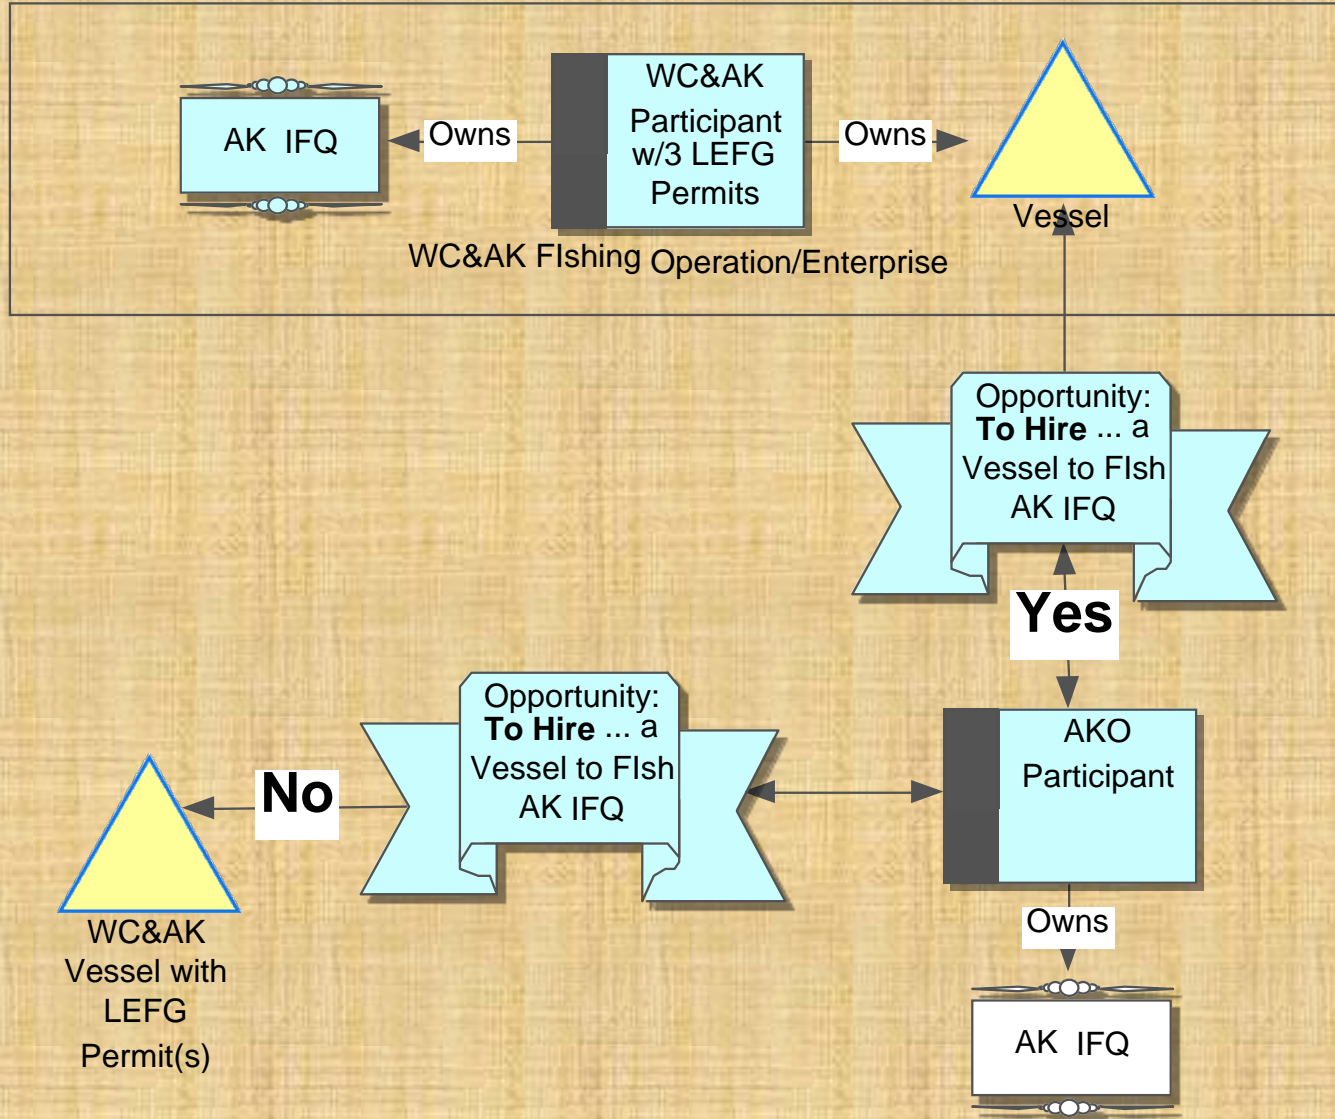 AK IFQ
Owns
WC&AK
Participant
w/3 LEFG
Permits
Owns
Vessel
WC&AK FIshing Operation/Enterprise
Opportunity:
To Hire ... a
Vessel to FIsh
AK IFQ
Yes
Opportunity:
To Hire ... a
Vessel to FIsh
AK IFQ
No
AKO
Participant
WC&AK
Vessel with
LEFG
Permit(s)
Owns
AK IFQ